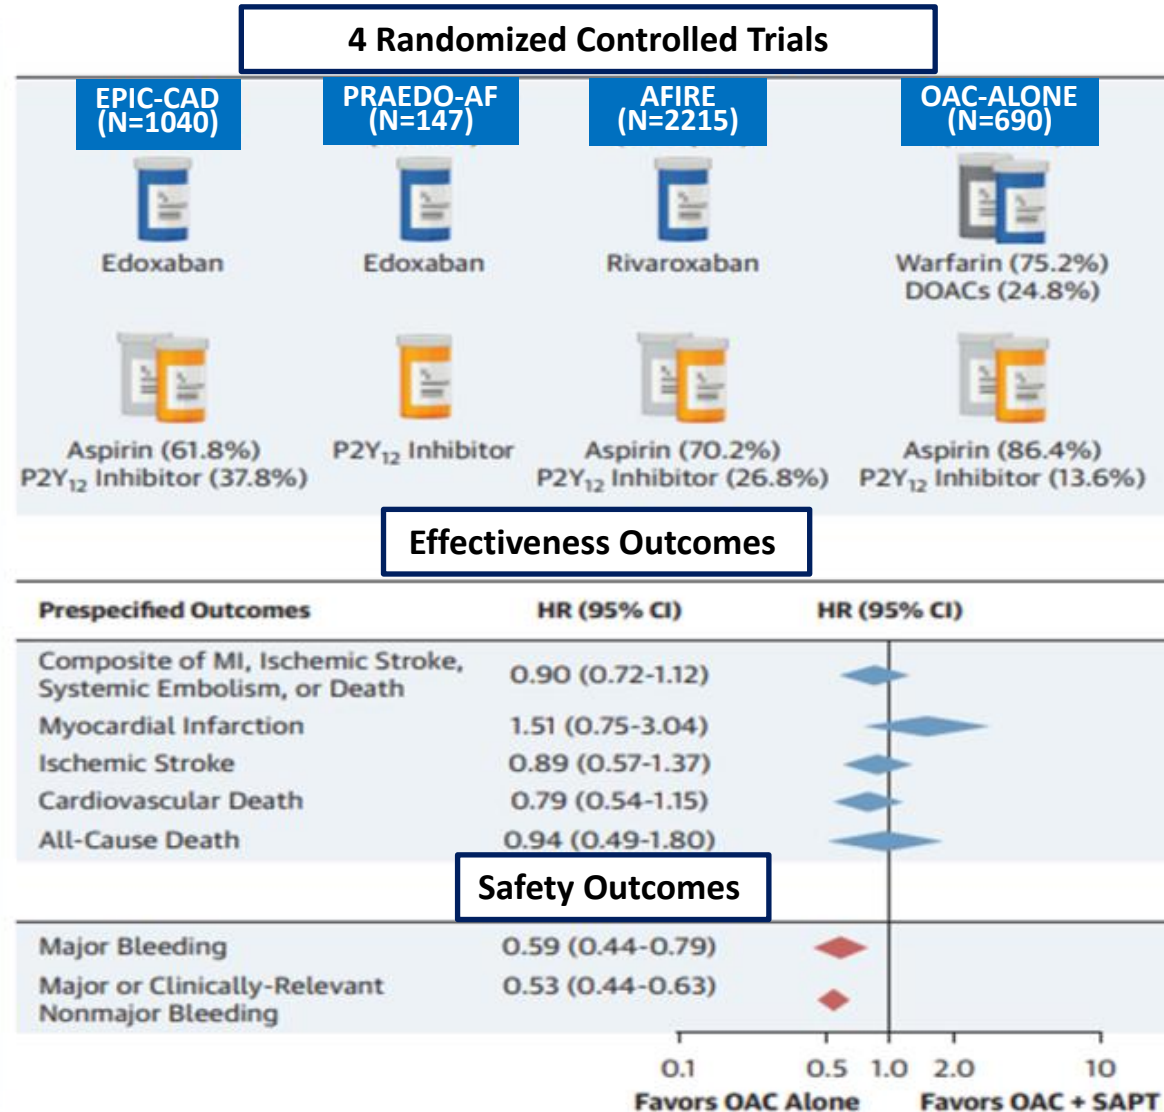 4 Randomized Controlled Trials
EPIC-CAD
(N=1040)
PRAEDO-AF
(N=147)
AFIRE
(N=2215)
OAC-ALONE
(N=690)
Edoxaban
Edoxaban
Rivaroxaban
Warfarin (75.2%)
DOACs (24.8%)
Aspirin (61.8%)
P2Y₁₂ Inhibitor (37.8%)
P2Y₁₂ Inhibitor
Aspirin (70.2%)
P2Y₁₂ Inhibitor (26.8%)
Aspirin (86.4%)
P2Y₁₂ Inhibitor (13.6%)
Effectiveness Outcomes
Prespecified Outcomes HR (95% CI) HR (95% CI)
Composite of MI, Ischemic Stroke,
Systemic Embolism, or Death
0.90 (0.72-1.12)
Myocardial Infarction 1.51 (0.75-3.04)
Ischemic Stroke 0.89 (0.57-1.37)
Cardiovascular Death 0.79 (0.54-1.15)
All-Cause Death 0.94 (0.49-1.80)
Safety Outcomes
Major Bleeding 0.59 (0.44-0.79)
Major or Clinically-Relevant
Nonmajor Bleeding
0.53 (0.44-0.63)
0.1 0.5 1.0 2.0 10
Favors OAC Alone Favors OAC + SAPT